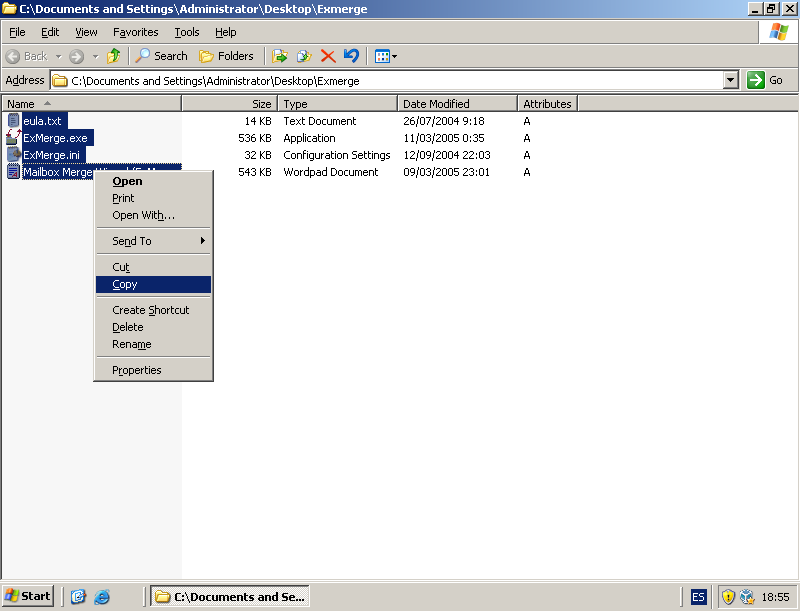 C:\Documents and Settings\Administrator\Desktop\Exmerge
File Edit View Favorites Tools Help
Back Search Folders
Address C:\Documents and Settings\Administrator\Desktop\Exmerge Go
Name Size Type Date Modified Attributes
eula.txt 14 KB Text Document 26/07/2004 9:18 A
ExMerge.exe 536 KB Application 11/03/2005 0:35 A
ExMerge.ini 32 KB Configuration Settings 12/09/2004 22:03 A
Mailbox Merge 543 KB Wordpad Document 09/03/2005 23:01 A
Open
Print
Open With...
Send To
Cut
Copy
Create Shortcut
Delete
Rename
Properties
Start C:\Documents and Se... ES 18:55